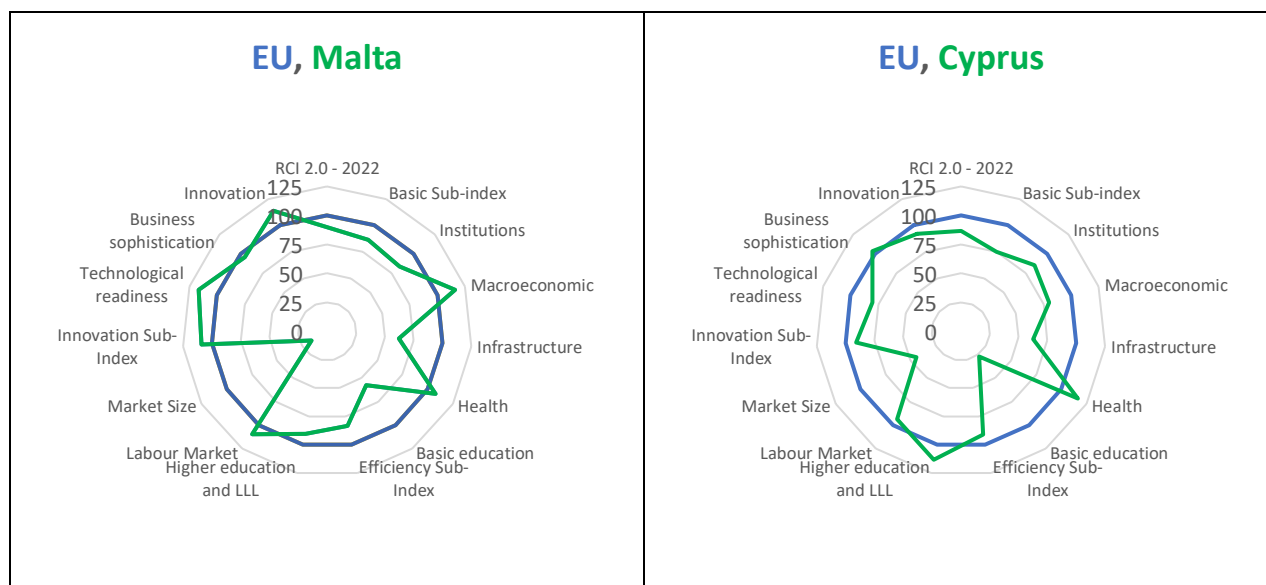 EU, Malta
RCI 2.0 - 2022
125
100
75
50
25
0
Basic Sub-index
Institutions
Macroeconomic
Infrastructure
Health
Basic education
Efficiency Sub-
Index
Higher education
and LLL
Labour Market
Market Size
Innovation Sub-
Index
Technological
readiness
Business
sophistication
Innovation
EU, Cyprus
RCI 2.0 - 2022
125
100
75
50
25
0
Basic Sub-index
Institutions
Macroeconomic
Infrastructure
Health
Basic education
Efficiency Sub-
Index
Higher education
and LLL
Labour Market
Market Size
Innovation Sub-
Index
Technological
readiness
Business
sophistication
Innovation